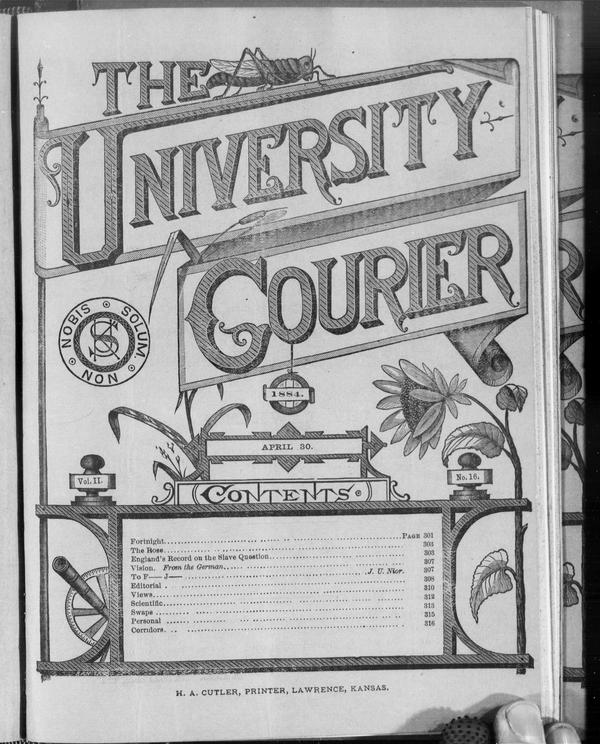 THE
UNIVERSITY
COURIER
NOBIS SOLUM, NON
1884.
APRIL 30.
Vol. II.
No. 16.
CONTENTS
Fortnight PAGE 301
The Rose 303
England's Record on the Slave Question 303
Vision. From the German 307
To F—— J—— J. U. Nior. 307
Editorial 308
Views 310
Scientific 312
Swaps 313
Personal 315
Corridors 316
H. A. CUTLER, PRINTER, LAWRENCE, KANSAS.